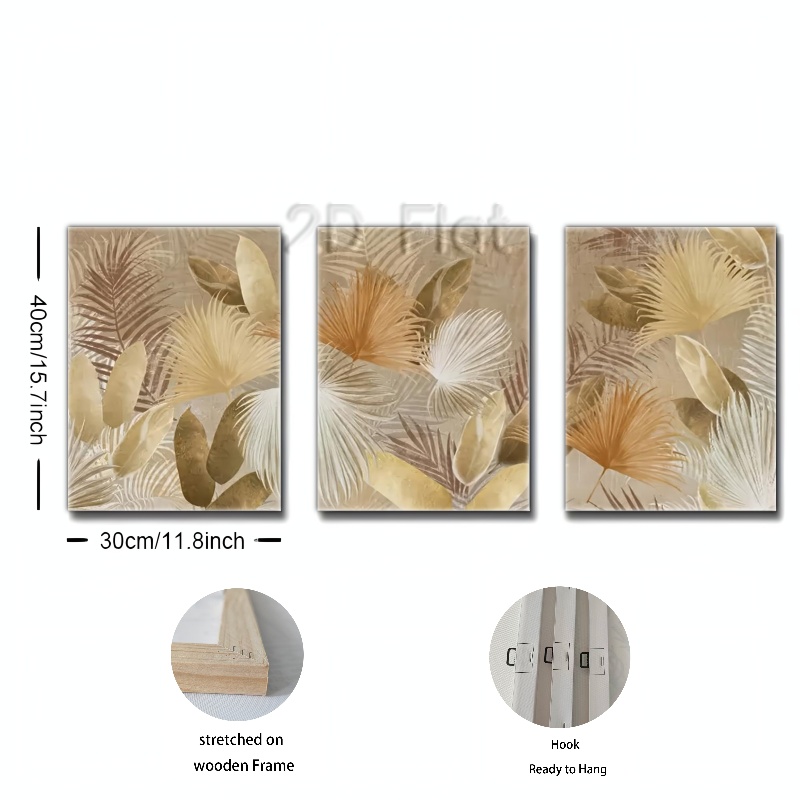 2D Flat
40cm/15.7inch
30cm/11.8inch
stretched on
wooden Frame
Hook
Ready to Hang